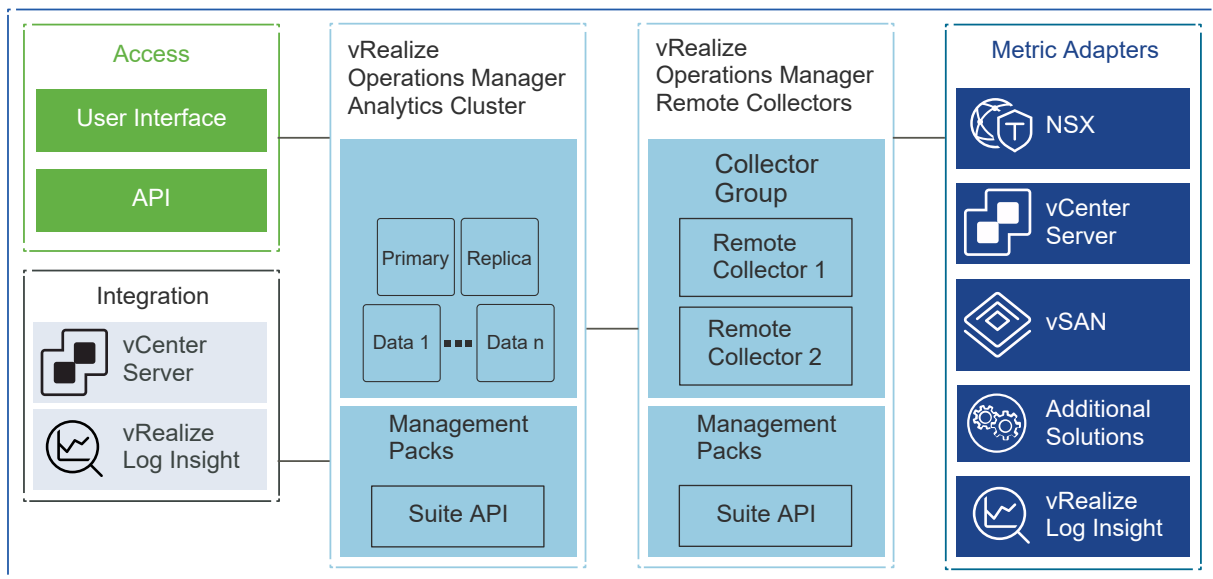 Access
User Interface
API
Integration
vCenter
Server
vRealize
Log Insight
vRealize
Operations Manager
Analytics Cluster
Primary
Replica
Data 1
Data n
Management
Packs
Suite API
vRealize
Operations Manager
Remote Collectors
Collector
Group
Remote
Collector 1
Remote
Collector 2
Management
Packs
Suite API
Metric Adapters
T
NSX
vCenter
Server
vSAN
Additional
Solutions
vRealize
Log Insight